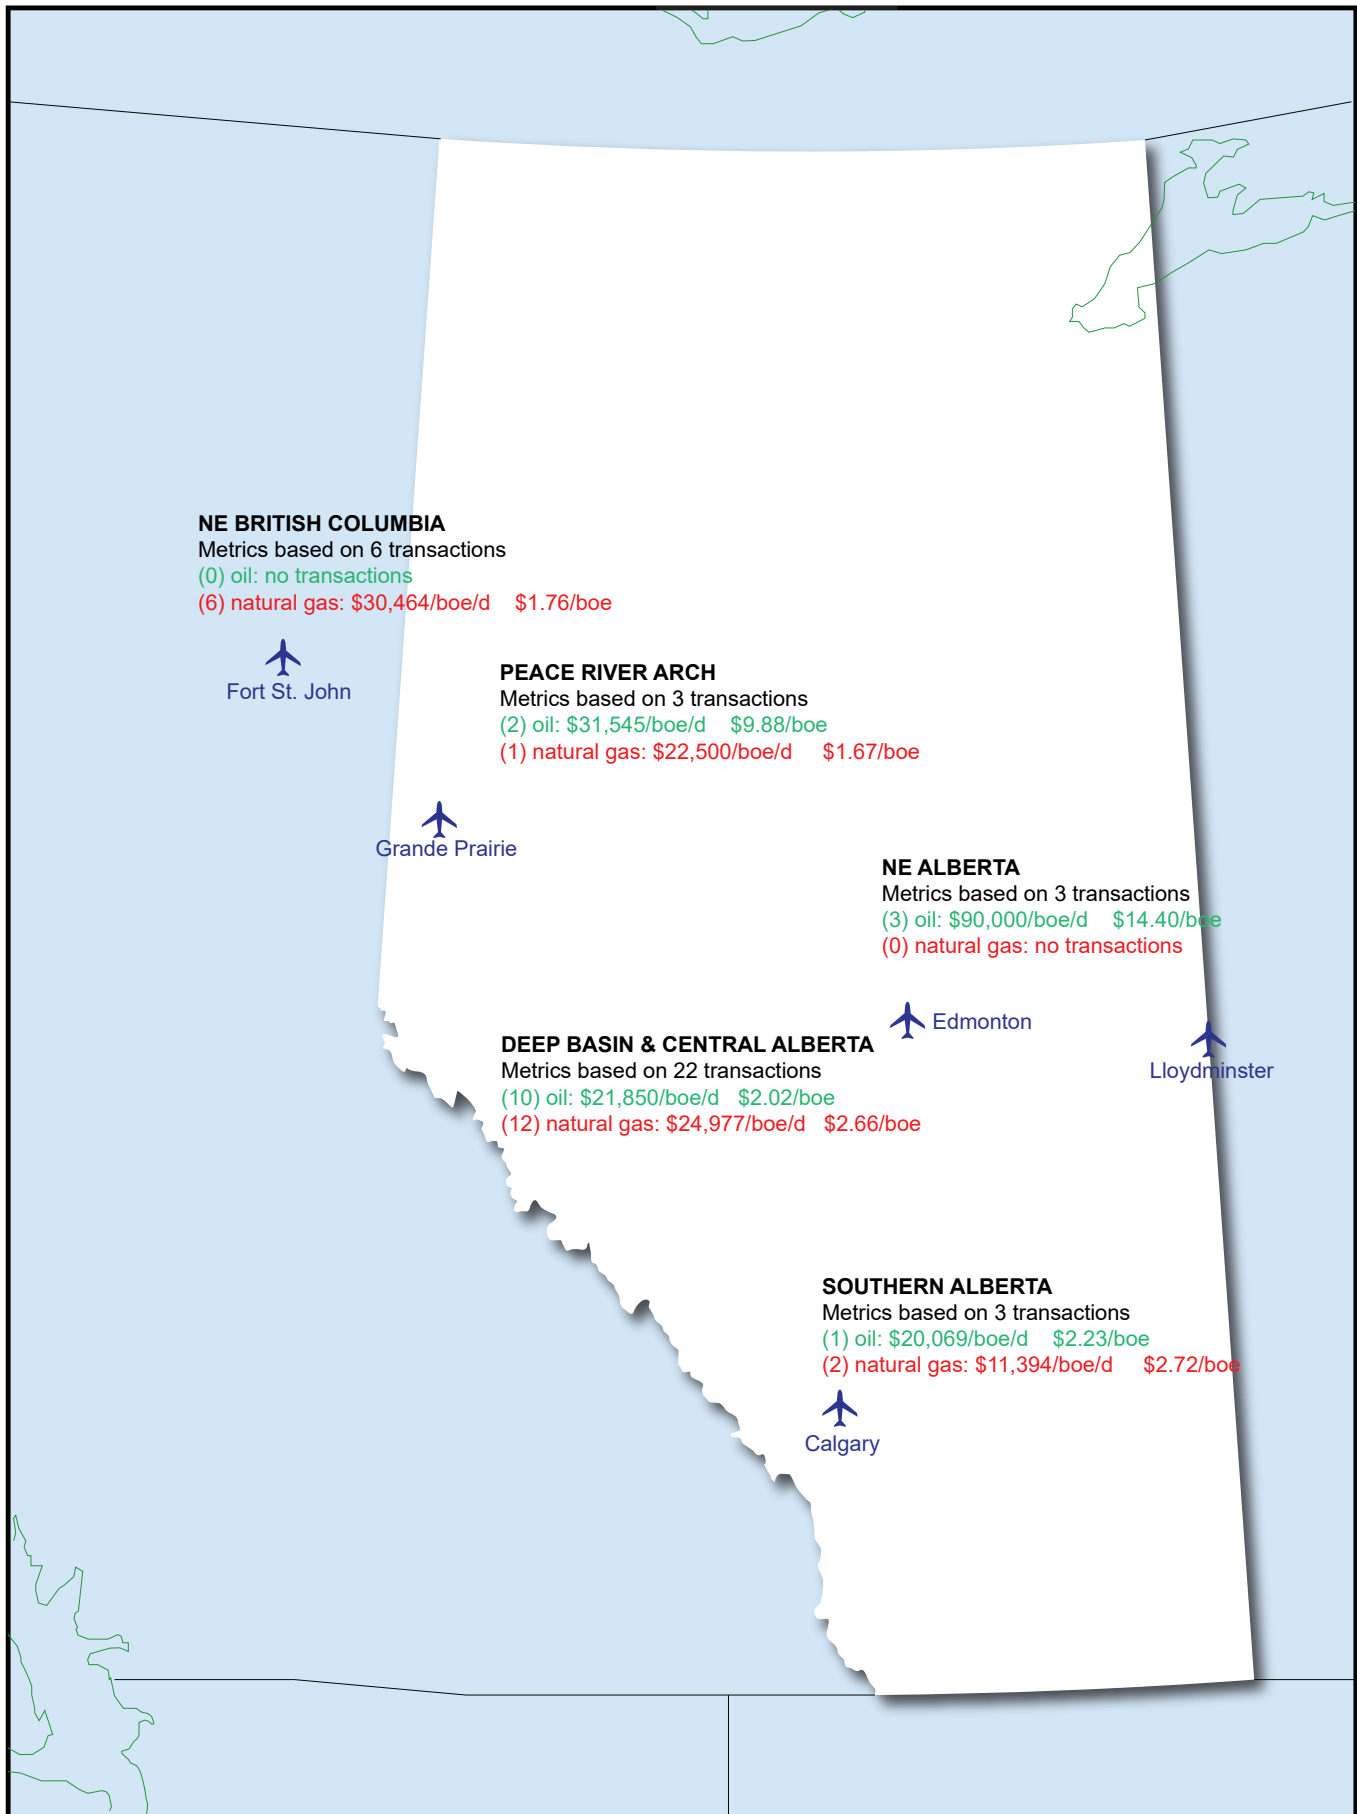 NE BRITISH COLUMBIA
Metrics based on 6 transactions
(0) oil: no transactions
(6) natural gas: $30,464/boe/d $1.76/boe
Fort St. John
PEACE RIVER ARCH
Metrics based on 3 transactions
(2) oil: $31,545/boe/d $9.88/boe
(1) natural gas: $22,500/boe/d $1.67/boe
Grande Prairie
NE ALBERTA
Metrics based on 3 transactions
(3) oil: $90,000/boe/d $14.40/boe
(0) natural gas: no transactions
Edmonton
Lloydminster
DEEP BASIN & CENTRAL ALBERTA
Metrics based on 22 transactions
(10) oil: $21,850/boe/d $2.02/boe
(12) natural gas: $24,977/boe/d $2.66/boe
SOUTHERN ALBERTA
Metrics based on 3 transactions
(1) oil: $20,069/boe/d $2.23/boe
(2) natural gas: $11,394/boe/d $2.72/boe
Calgary